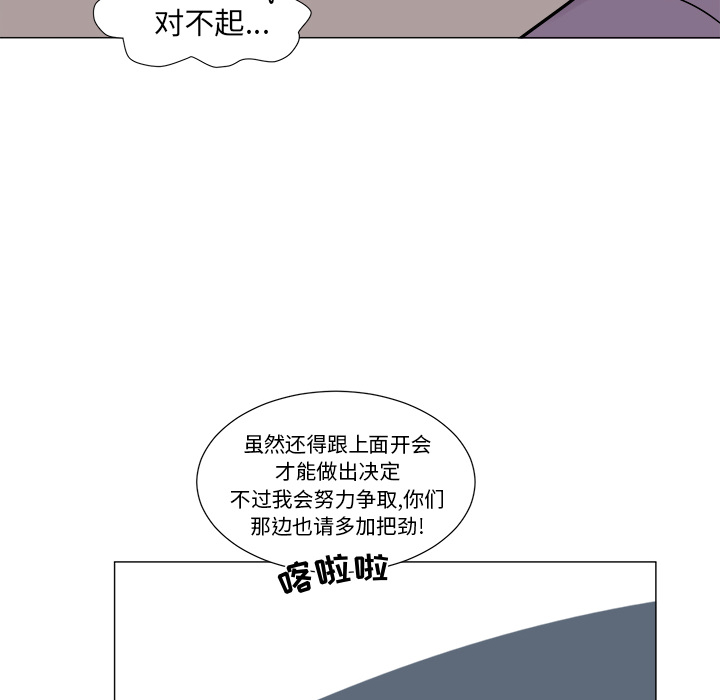 对不起...
虽然还得跟上面开会
才能做出决定
不过我会努力争取,你们
那边也请多加把劲!
喀啦啦